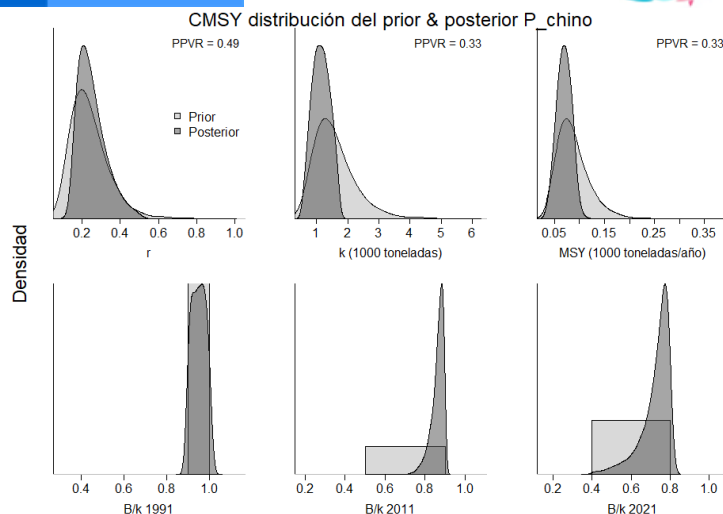 CMSY distribución del prior & posterior P_chino
PPVR = 0.49
Prior
Posterior
0.2 0.4 0.6 0.8 1.0
r
PPVR = 0.33
1 2 3 4 5 6
k (1000 toneladas)
PPVR = 0.33
0.05 0.15 0.25 0.35
MSY (1000 toneladas/año)
Densidad
0.4 0.6 0.8 1.0
B/k 1991
0.2 0.4 0.6 0.8 1.0
B/k 2011
0.2 0.4 0.6 0.8 1.0
B/k 2021